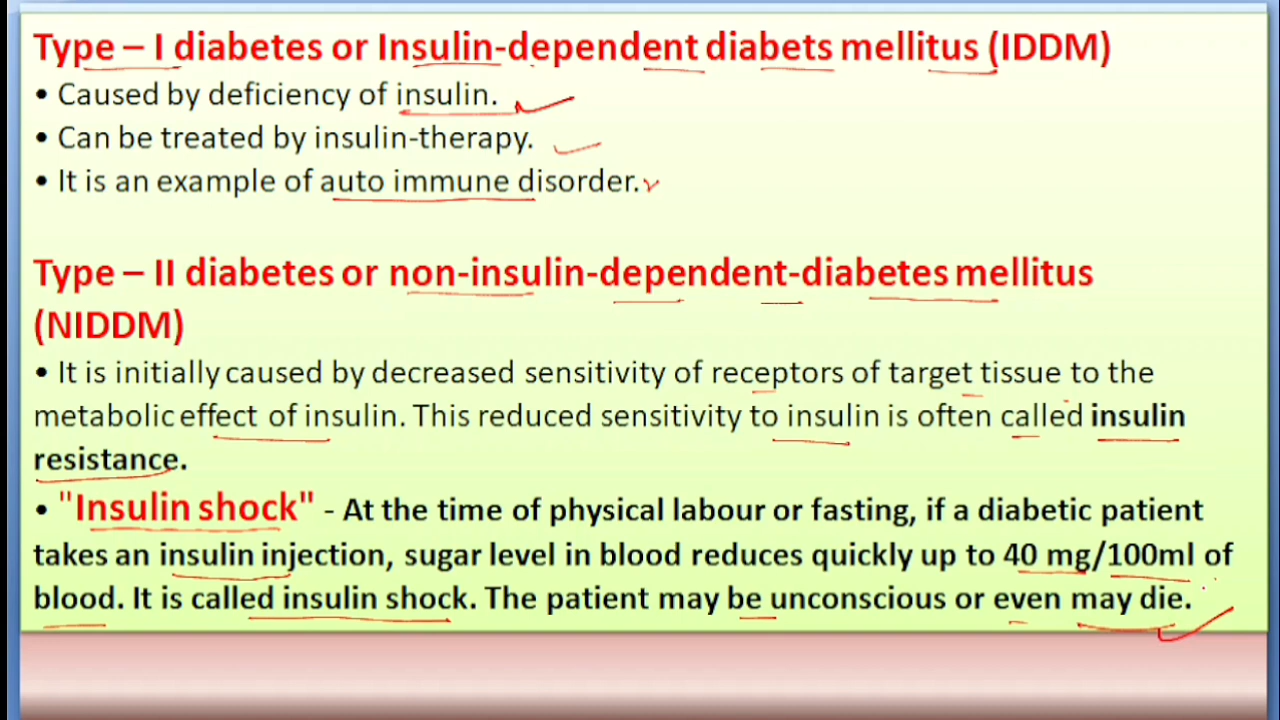 Type – I diabetes or Insulin-dependent diabets mellitus (IDDM)
• Caused by deficiency of insulin.
• Can be treated by insulin-therapy.
• It is an example of auto immune disorder.
Type – II diabetes or non-insulin-dependent-diabetes mellitus
(NIDDM)
• It is initially caused by decreased sensitivity of receptors of target tissue to the
metabolic effect of insulin. This reduced sensitivity to insulin is often called insulin
resistance.
• "Insulin shock" - At the time of physical labour or fasting, if a diabetic patient
takes an insulin injection, sugar level in blood reduces quickly up to 40 mg/100ml of
blood. It is called insulin shock. The patient may be unconscious or even may die.